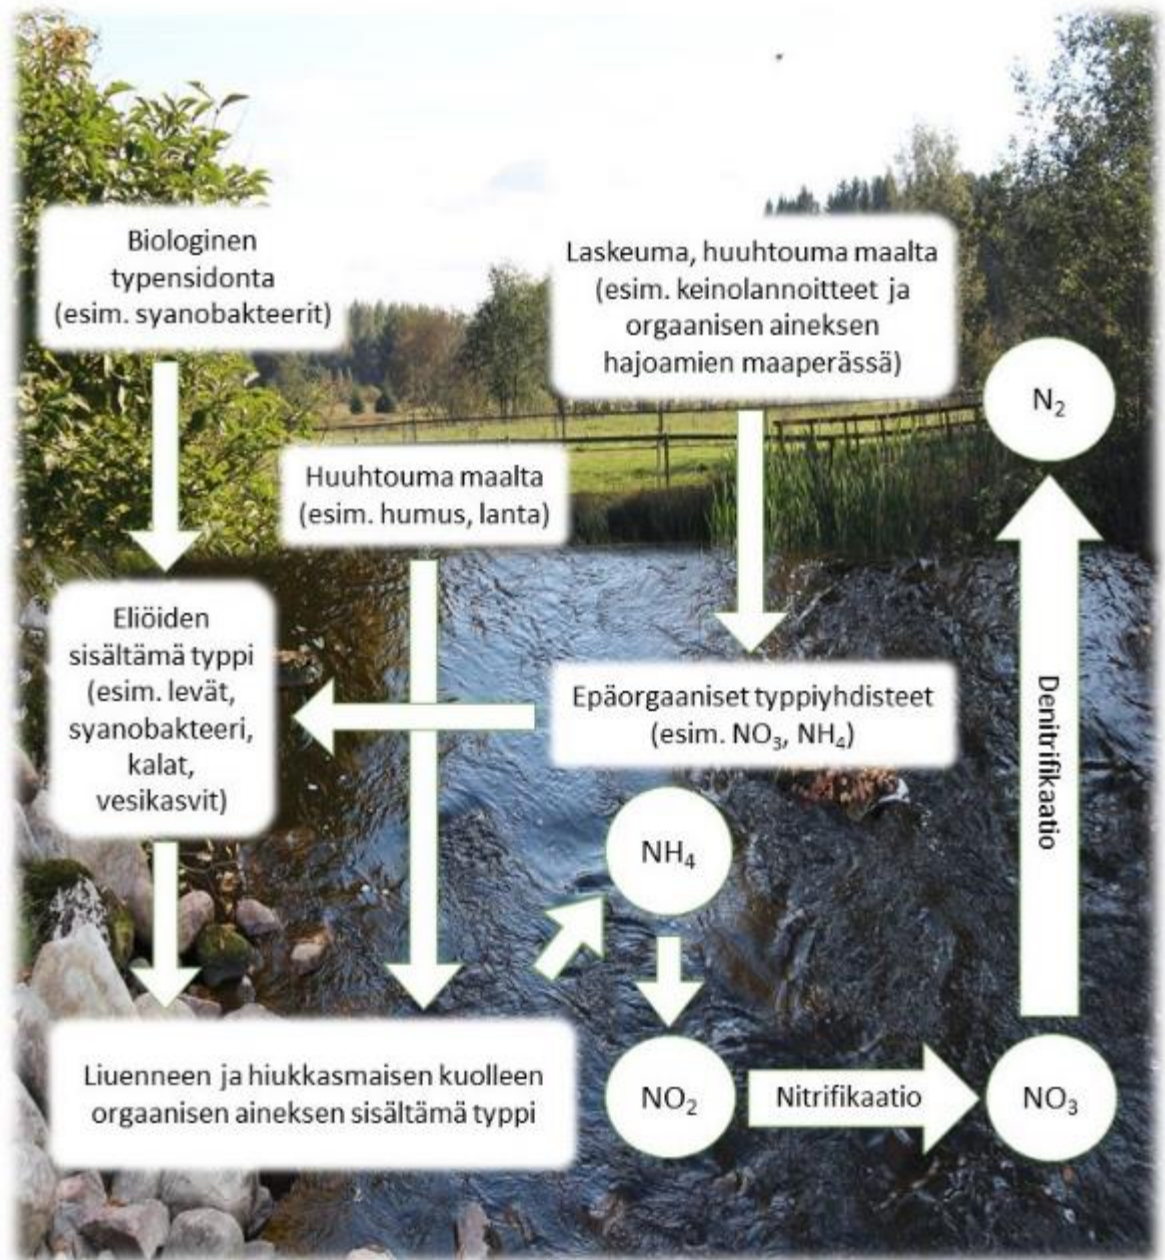 Biologinen
typensidonta
(esim. syanobakteerit)
Laskeuma, huuhtouma maalta
(esim. keinolannoitteet ja
orgaanisen aineksen
hajoamien maaperässä)
N₂
Huuhtouma maalta
(esim. humus, lanta)
Eliöiden
sisältämä typpi
(esim. levät,
syanobakteeri,
kalat,
vesikasvit)
Epäorgaaniset typpiyhdisteet
(esim. NO₃, NH₄)
Denitrifikaatio
NH₄
Liuenneen ja hiukkasmaisen kuolleen
orgaanisen aineksen sisältämä typpi
NO₂
Nitrifikaatio
NO₃